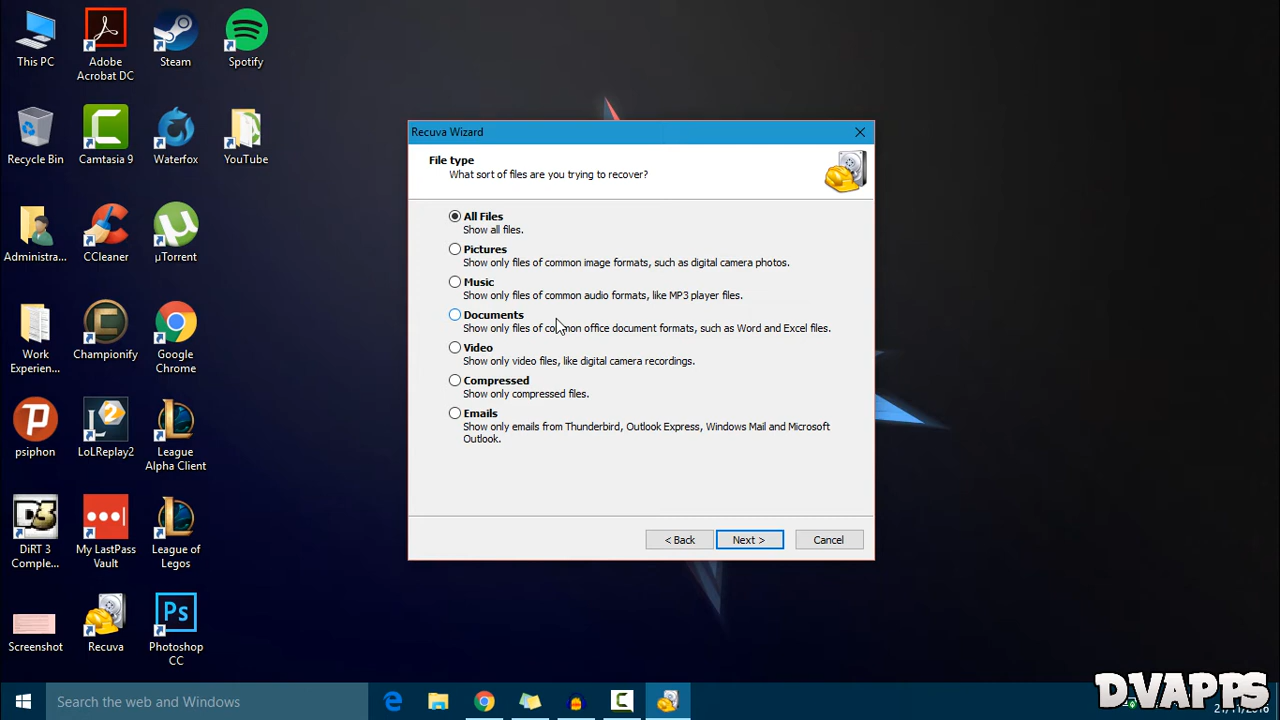 This PC
Adobe
Acrobat DC
Steam
Spotify
Recycle Bin
Camtasia 9
Waterfox
YouTube
Administra...
CCleaner
µTorrent
Work
Experien...
Championify
Google
Chrome
psiphon
LoLReplay2
League
Alpha Client
DiRT 3
Comple...
My LastPass
Vault
League of
Legos
Screenshot
Recuva
Photoshop
CC
Recuva Wizard
File type
What sort of files are you trying to recover?
All Files
Show all files.
Pictures
Show only files of common image formats, such as digital camera photos.
Music
Show only files of common audio formats, like MP3 player files.
Documents
Show only files of common office document formats, such as Word and Excel files.
Video
Show only video files, like digital camera recordings.
Compressed
Show only compressed files.
Emails
Show only emails from Thunderbird, Outlook Express, Windows Mail and Microsoft
Outlook.
< Back
Next >
Cancel
Search the web and Windows
D.VAPPS
21/11/2016